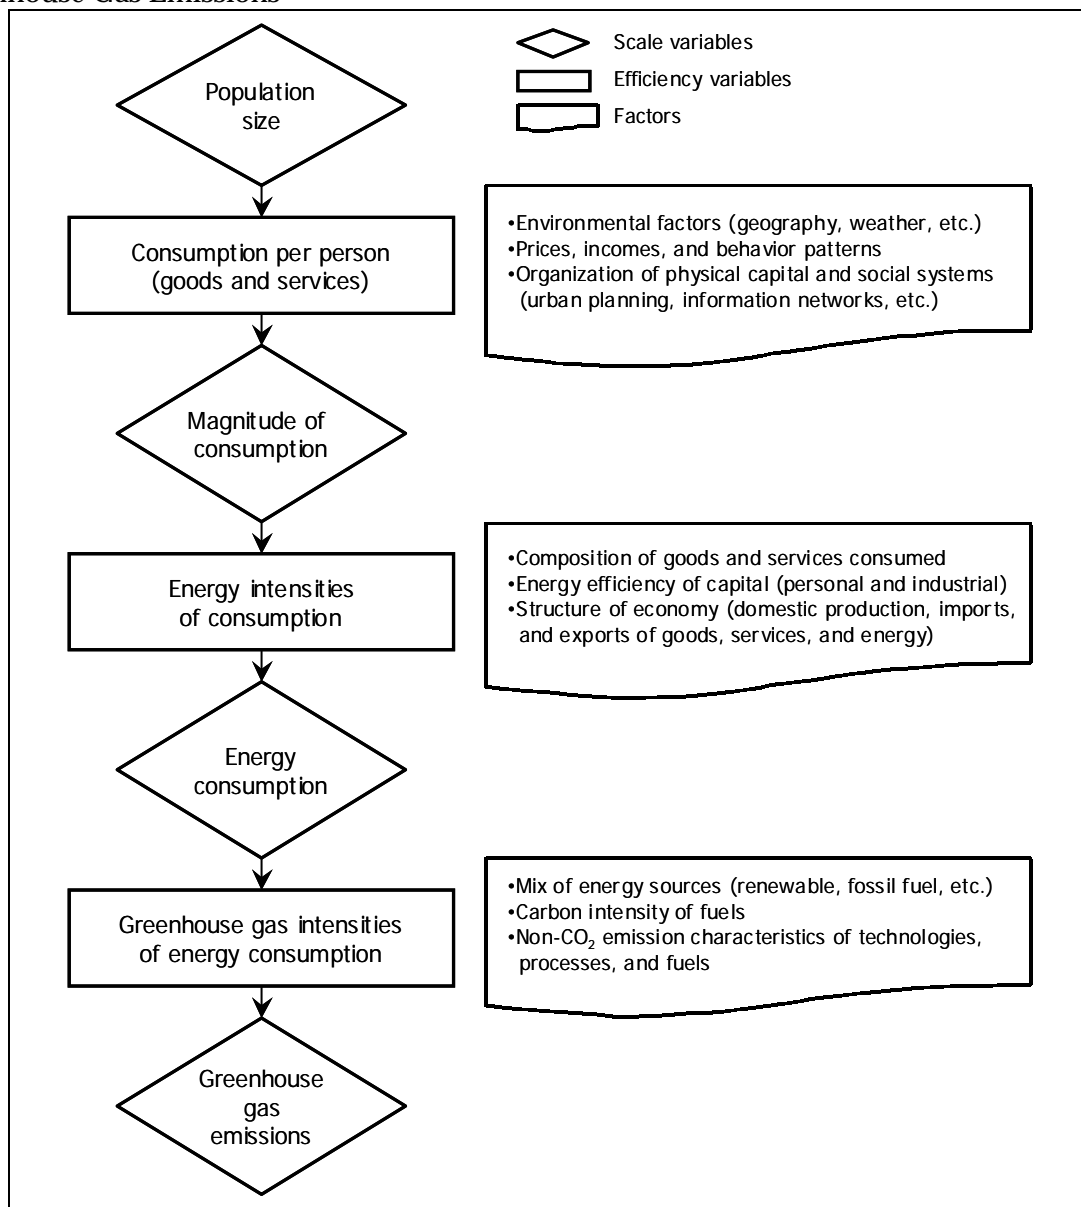 house Gas Emissions
Population
size
Scale variables
Efficiency variables
Factors
Consumption per person
(goods and services)
•Environmental factors (geography, weather, etc.)
•Prices, incomes, and behavior patterns
•Organization of physical capital and social systems
(urban planning, information networks, etc.)
Magnitude of
consumption
Energy intensities
of consumption
•Composition of goods and services consumed
•Energy efficiency of capital (personal and industrial)
•Structure of economy (domestic production, imports,
and exports of goods, services, and energy)
Energy
consumption
Greenhouse gas intensities
of energy consumption
•Mix of energy sources (renewable, fossil fuel, etc.)
•Carbon intensity of fuels
•Non-CO₂ emission characteristics of technologies,
processes, and fuels
Greenhouse
gas
emissions